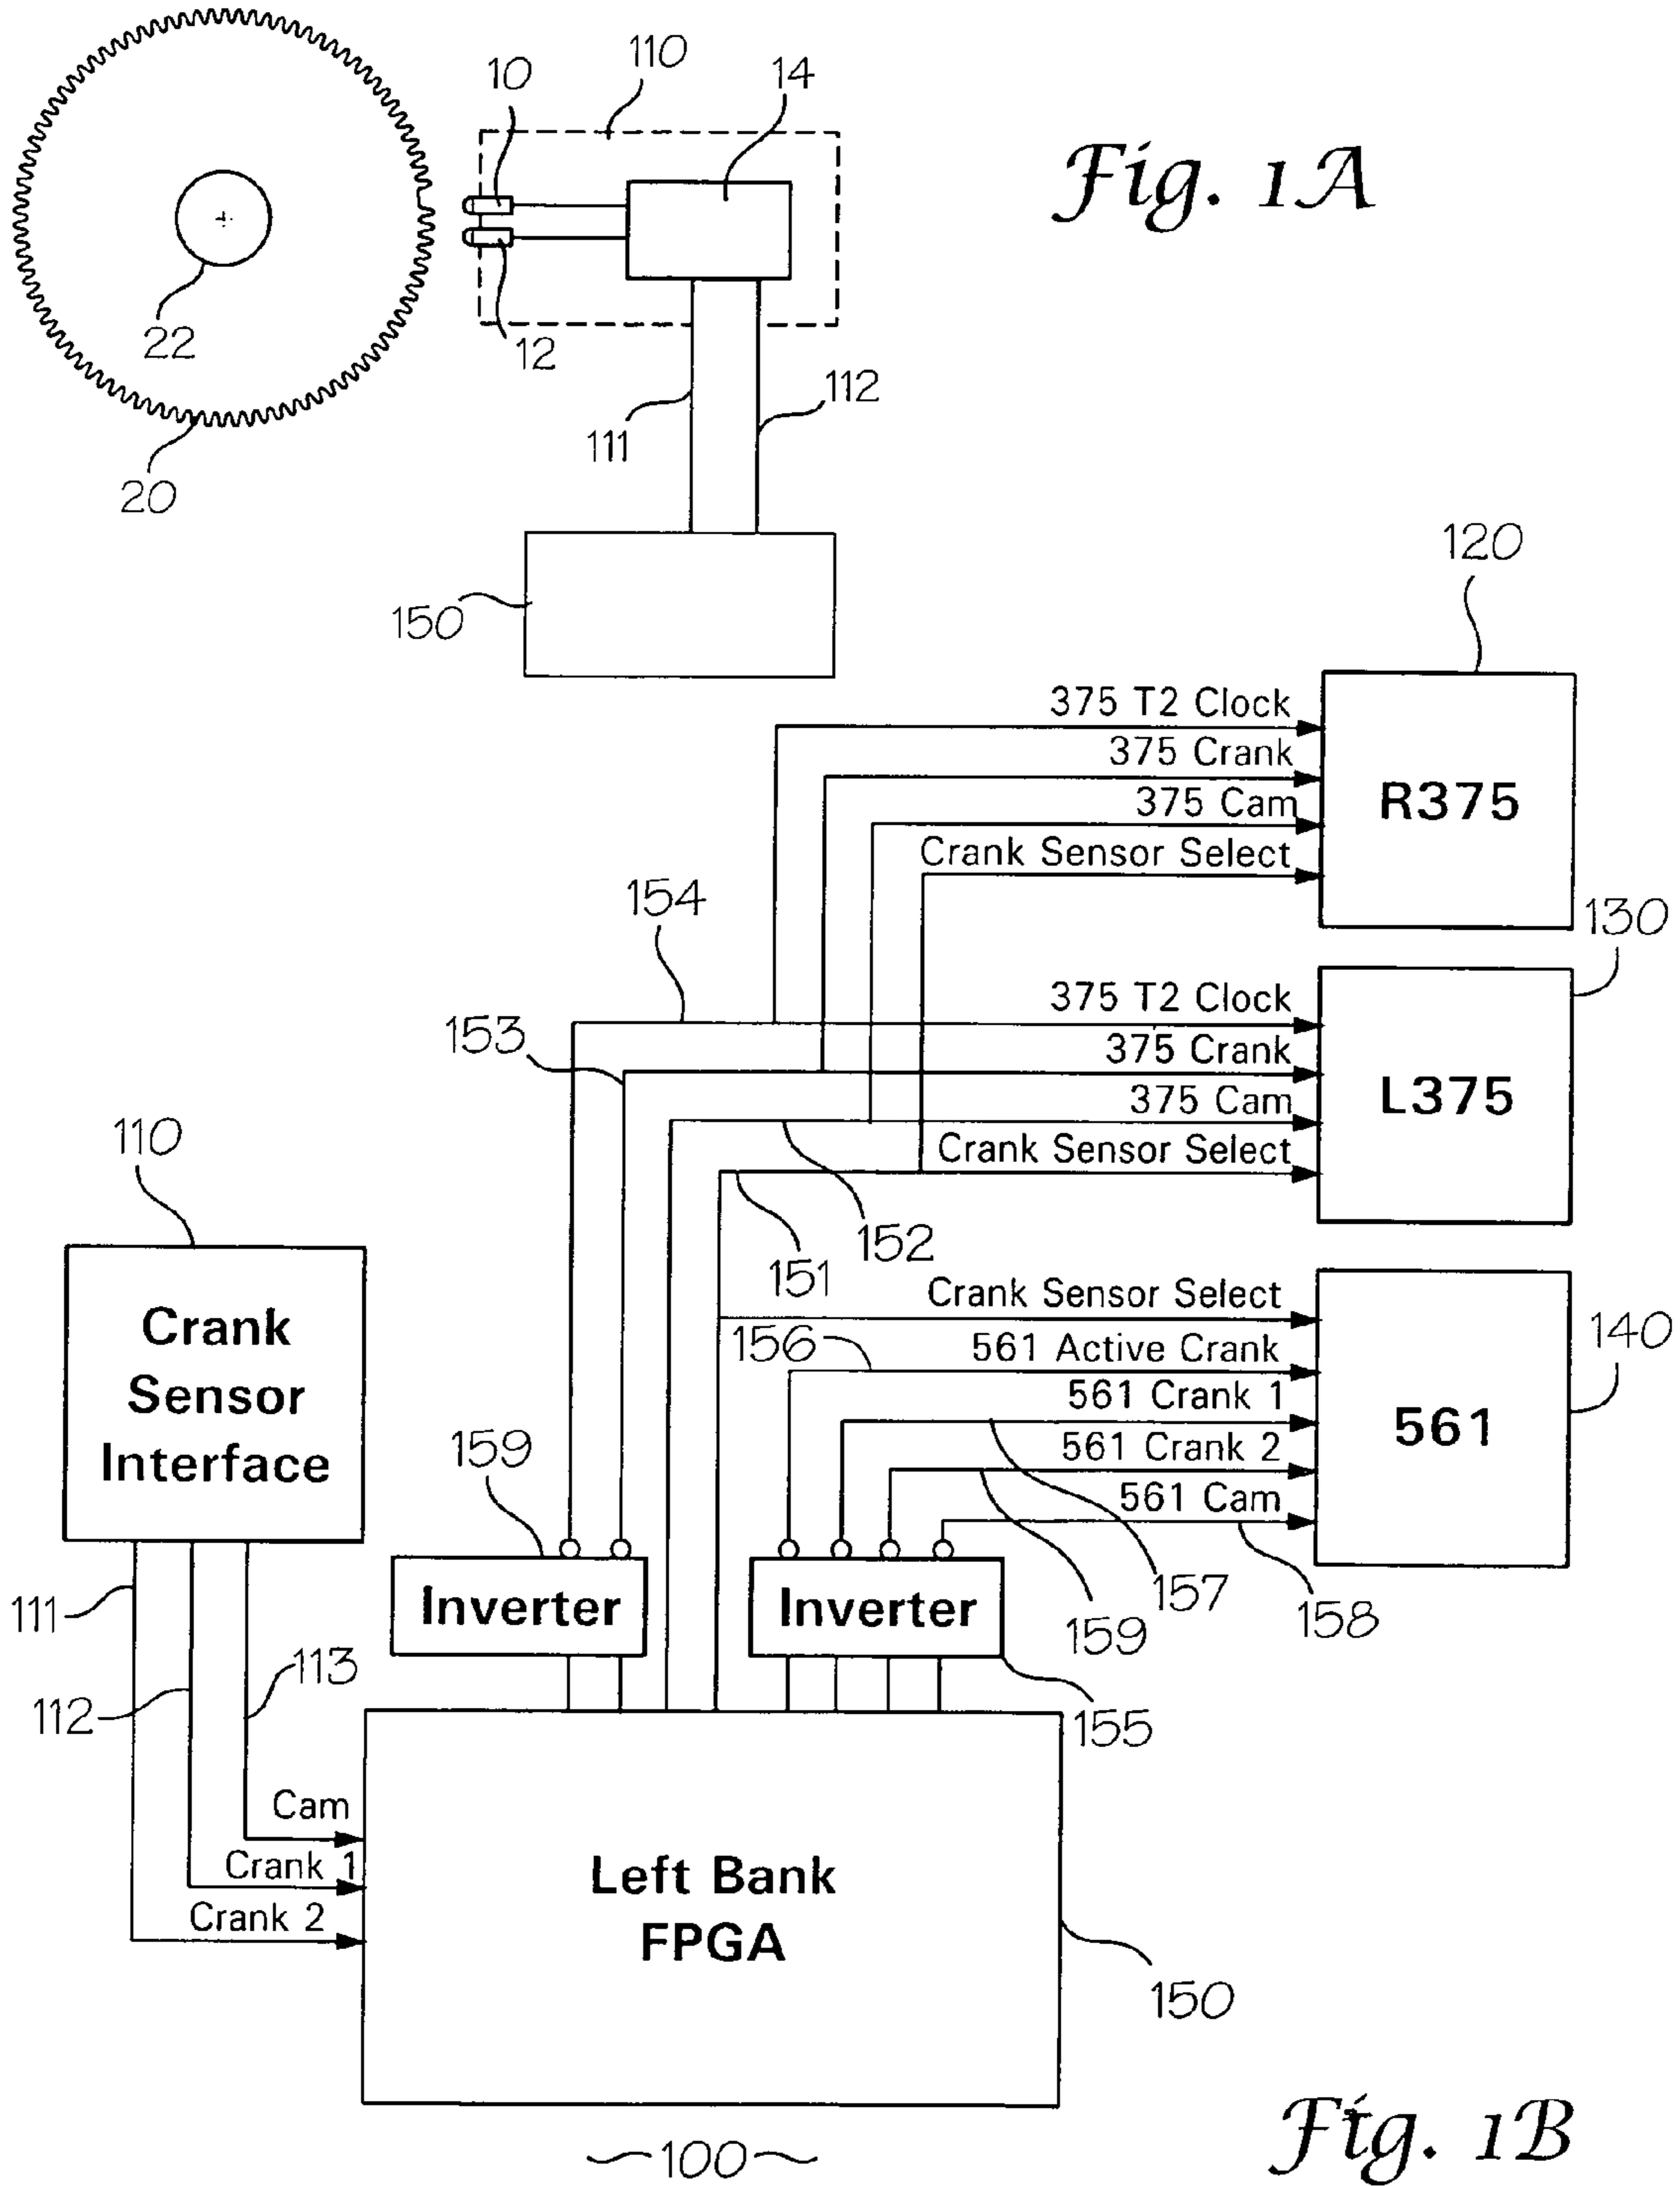 110
10
14
Fig. 1A
22
12
112
111
20
150
120
375 T2 Clock
375 Crank
375 Cam
Crank Sensor Select
R375
154
130
153
375 T2 Clock
375 Crank
375 Cam
Crank Sensor Select
L375
110
152
151
Crank Sensor Select
140
156
561 Active Crank
561 Crank 1
561 Crank 2
561 Cam
561
Crank
Sensor
Interface
159
Inverter
Inverter
157
159
158
111
113
112
155
Cam
Crank 1
Crank 2
Left Bank
FPGA
150
100
Fig. 1B